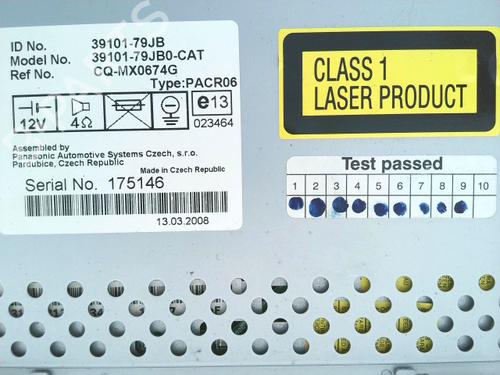 ID No. 39101-79JB
Model No. 39101-79JB0-CAT
Ref No. CQ-MX0674G
Type:PACR06
12V
4Ω
e13
023464
Assembled by
Panasonic Automotive Systems Czech, s.r.o.
Pardubice, Czech Republic
Made in Czech Republic
Serial No. 175146
13.03.2008
CLASS 1
LASER PRODUCT
Test passed
1 2 3 4 5 6 7 8 9 10